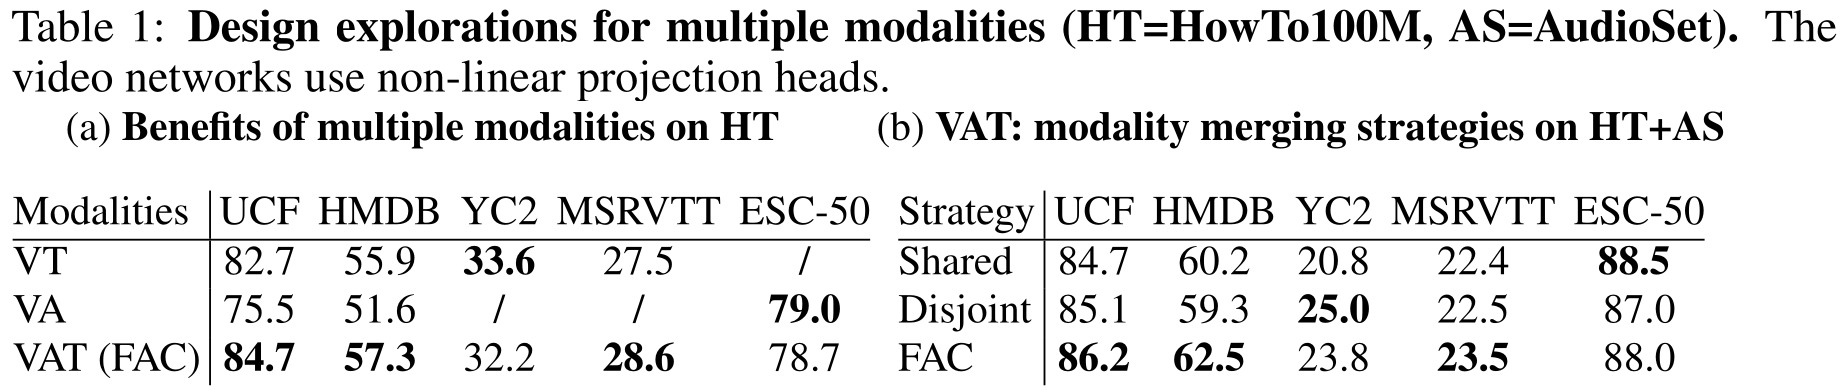 Table 1: Design explorations for multiple modalities (HT=HowTo100M, AS=AudioSet). The
video networks use non-linear projection heads.
(a) Benefits of multiple modalities on HT
Modalities UCF HMDB YC2 MSRVTT ESC-50
VT 82.7 55.9 33.6 27.5 /
VA 75.5 51.6 / / 79.0
VAT (FAC) 84.7 57.3 32.2 28.6 78.7
(b) VAT: modality merging strategies on HT+AS
Strategy UCF HMDB YC2 MSRVTT ESC-50
Shared 84.7 60.2 20.8 22.4 88.5
Disjoint 85.1 59.3 25.0 22.5 87.0
FAC 86.2 62.5 23.8 23.5 88.0